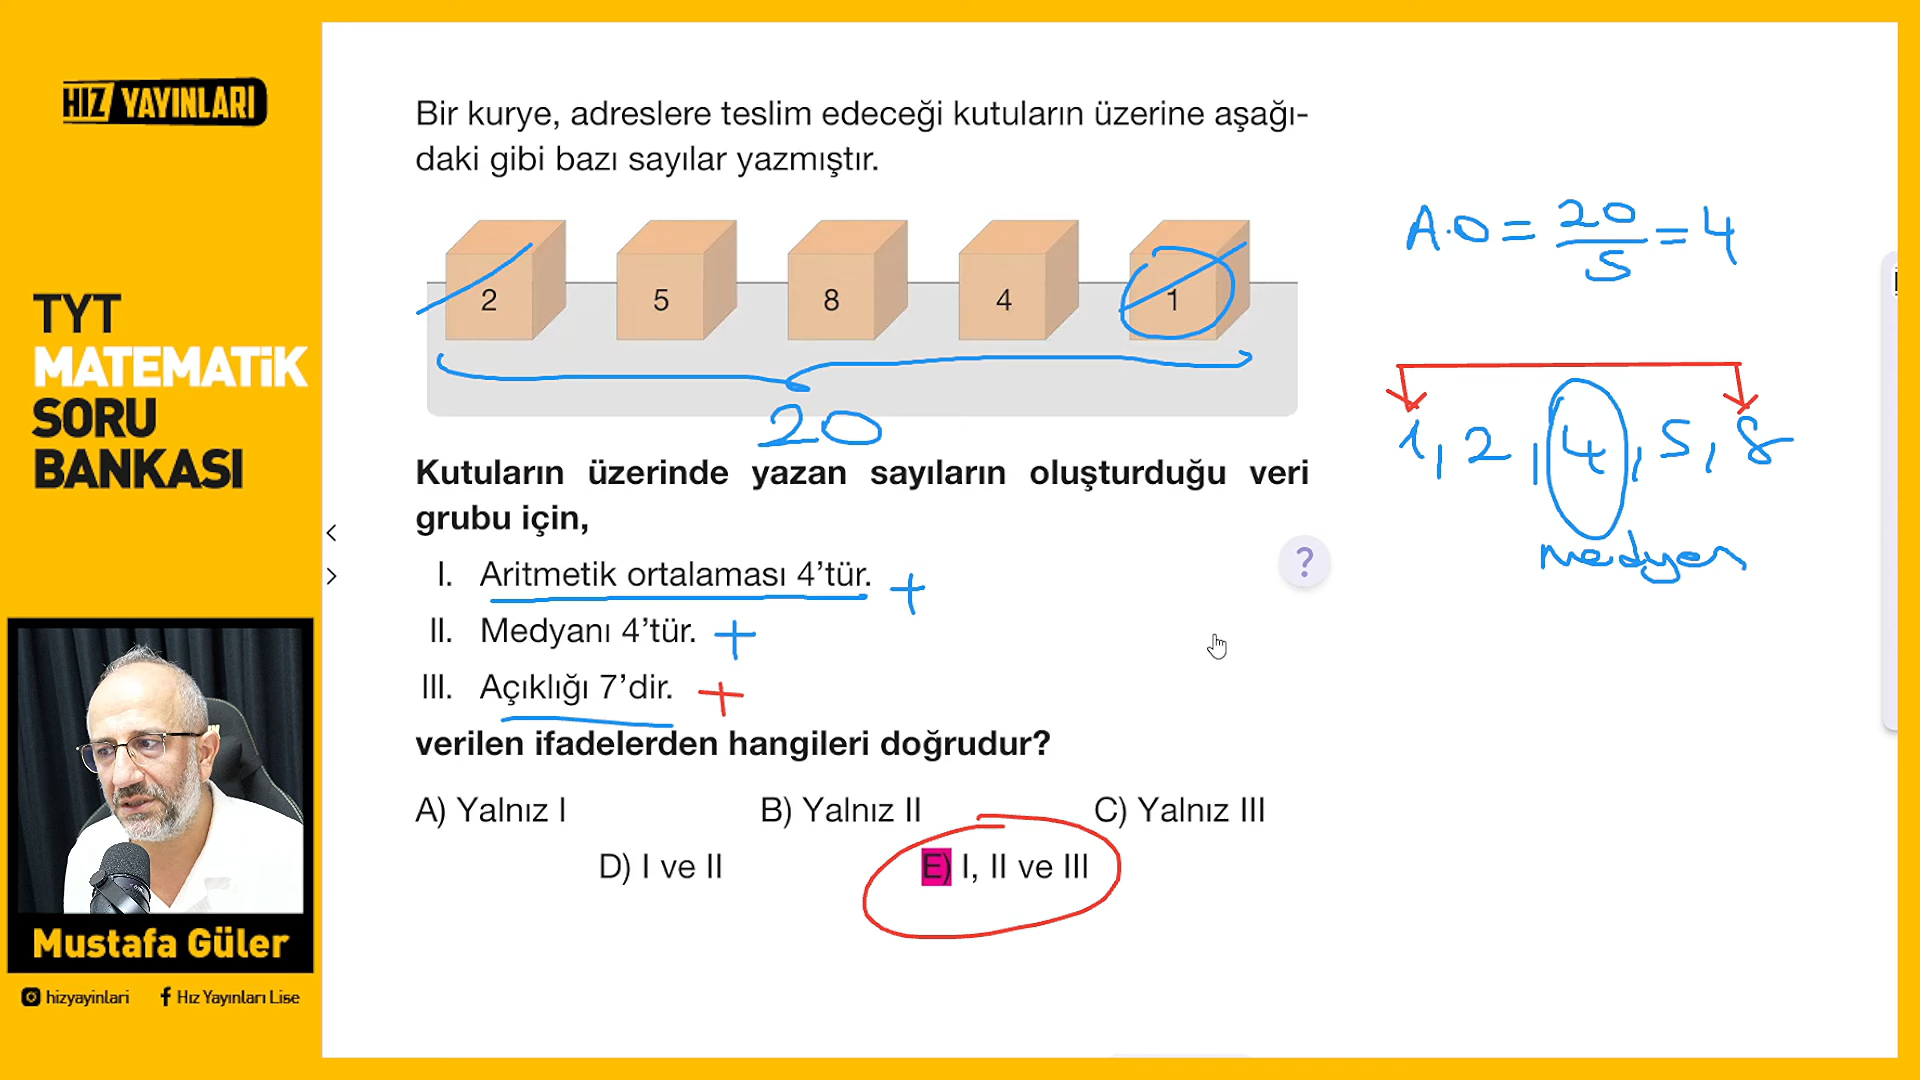 HIZ YAYINLARI
TYT
MATEMATİK
SORU
BANKASI
Mustafa Güler
hizyayinlari
Hız Yayınları Lise
Bir kurye, adreslere teslim edeceği kutuların üzerine aşağı-
daki gibi bazı sayılar yazmıştır.
2 5 8 4 1
20
Kutuların üzerinde yazan sayıların oluşturduğu veri
grubu için,
I. Aritmetik ortalaması 4'tür. +
II. Medyanı 4'tür. +
III. Açıklığı 7'dir. +
verilen ifadelerden hangileri doğrudur?
A) Yalnız I B) Yalnız II C) Yalnız III
D) I ve II E) I, II ve III
A.O = 20/5 = 4
1, 2, 4, 5, 8
medyan
?